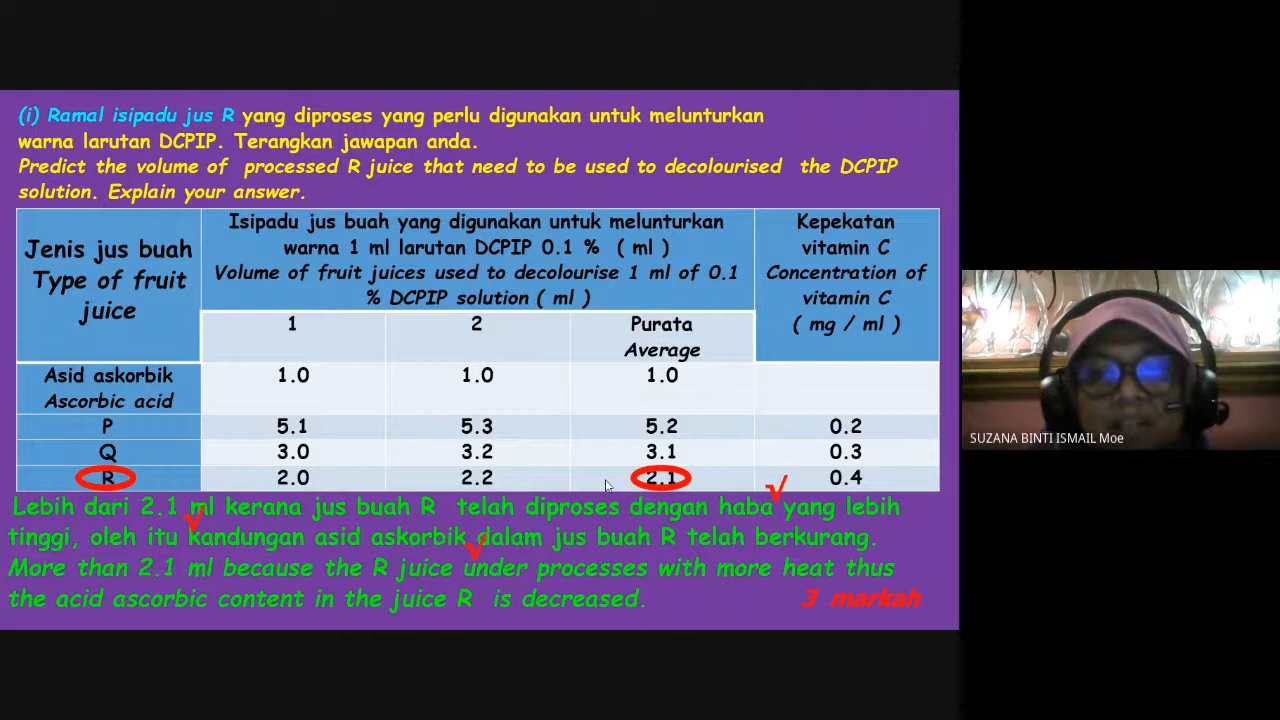 (i) Ramal isipadu jus R yang diproses yang perlu digunakan untuk melunturkan
warna larutan DCPIP. Terangkan jawapan anda.
Predict the volume of processed R juice that need to be used to decolourised the DCPIP
solution. Explain your answer.
Jenis jus buah
Type of fruit
juice
Isipadu jus buah yang digunakan untuk melunturkan
warna 1 ml larutan DCPIP 0.1 % ( ml )
Volume of fruit juices used to decolourise 1 ml of 0.1
% DCPIP solution ( ml )
Kepekatan
vitamin C
Concentration of
vitamin C
( mg / ml )
1 2 Purata
Average
Asid askorbik 1.0 1.0 1.0
Ascorbic acid
P 5.1 5.3 5.2 0.2
Q 3.0 3.2 3.1 0.3
R 2.0 2.2 2.1 0.4
Lebih dari 2.1 ml kerana jus buah R telah diproses dengan haba yang lebih
tinggi, oleh itu kandungan asid askorbik dalam jus buah R telah berkurang.
More than 2.1 ml because the R juice under processes with more heat thus
the acid ascorbic content in the juice R is decreased. 3 markah
SUZANA BINTI ISMAIL Moe